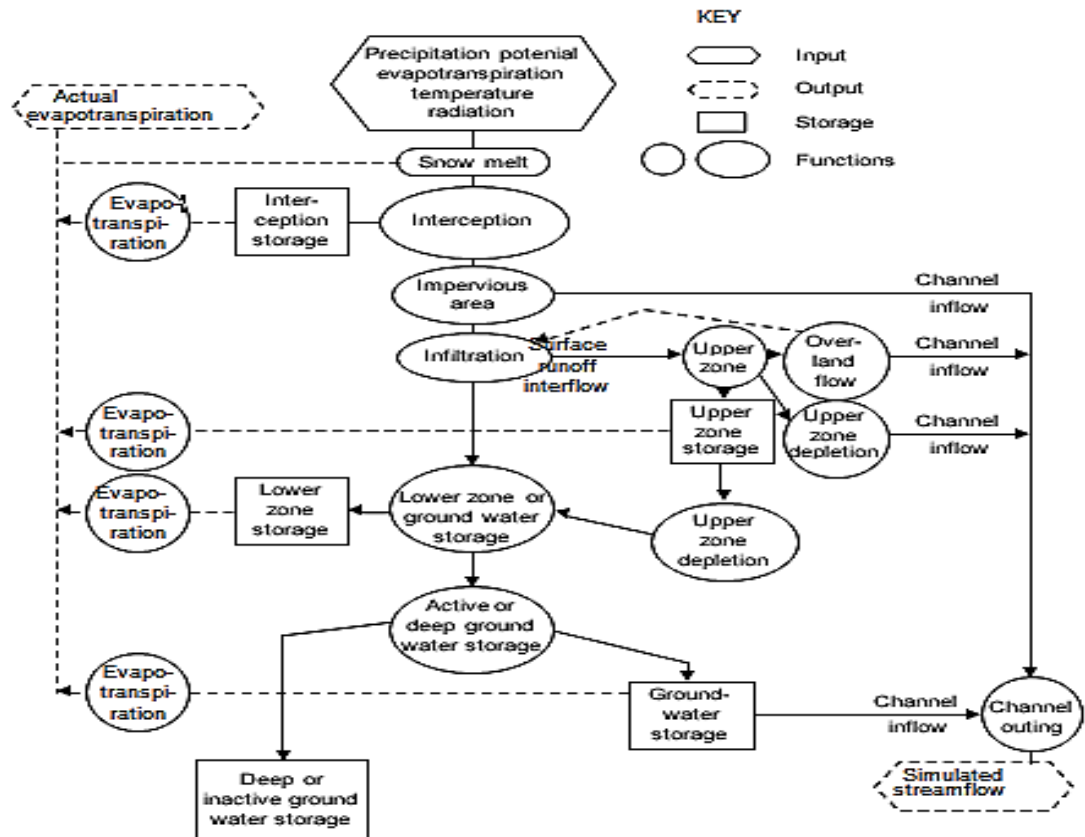 KEY
Input
Output
Storage
Functions
Precipitation potenial
evapotranspiration
temperature
radiation
Actual
evapotranspiration
Snow melt
Evapo-
transpi-
ration
Inter-
ception
storage
Interception
Impervious
area
Channel
inflow
Infiltration
Surface
runoff
interflow
Upper
zone
Over-
land
flow
Channel
inflow
Evapo-
transpi-
ration
Upper
zone
storage
Upper
zone
depletion
Channel
inflow
Evapo-
transpi-
ration
Lower
zone
storage
Lower zone or
ground water
storage
Upper
zone
depletion
Active or
deep ground
water storage
Evapo-
transpi-
ration
Ground-
water
storage
Channel
inflow
Channel
outing
Deep or
inactive ground
water storage
Simulated
streamflow